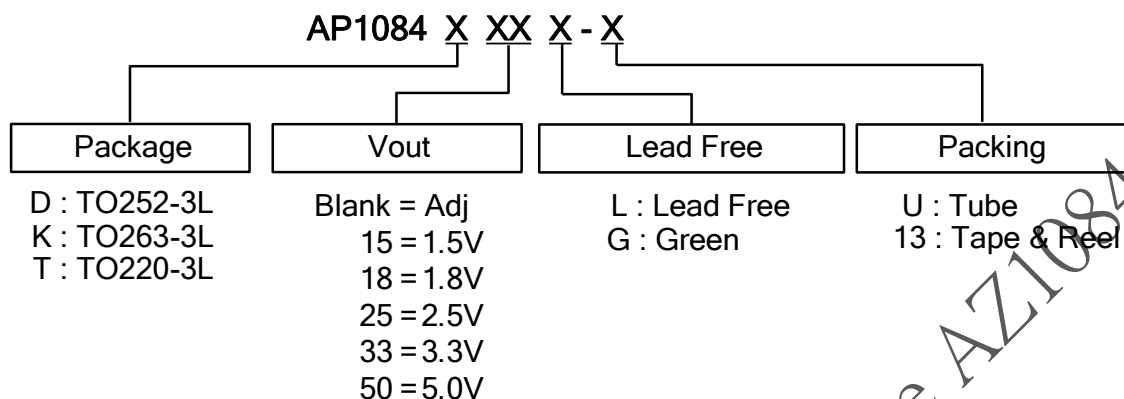 AP1084 X XX X - X
Package
Vout
Lead Free
Packing
D : TO252-3L
K : TO263-3L
T : TO220-3L
Blank = Adj
15 = 1.5V
18 = 1.8V
25 = 2.5V
33 = 3.3V
50 = 5.0V
L : Lead Free
G : Green
U : Tube
13 : Tape & Reel
e AZ1084